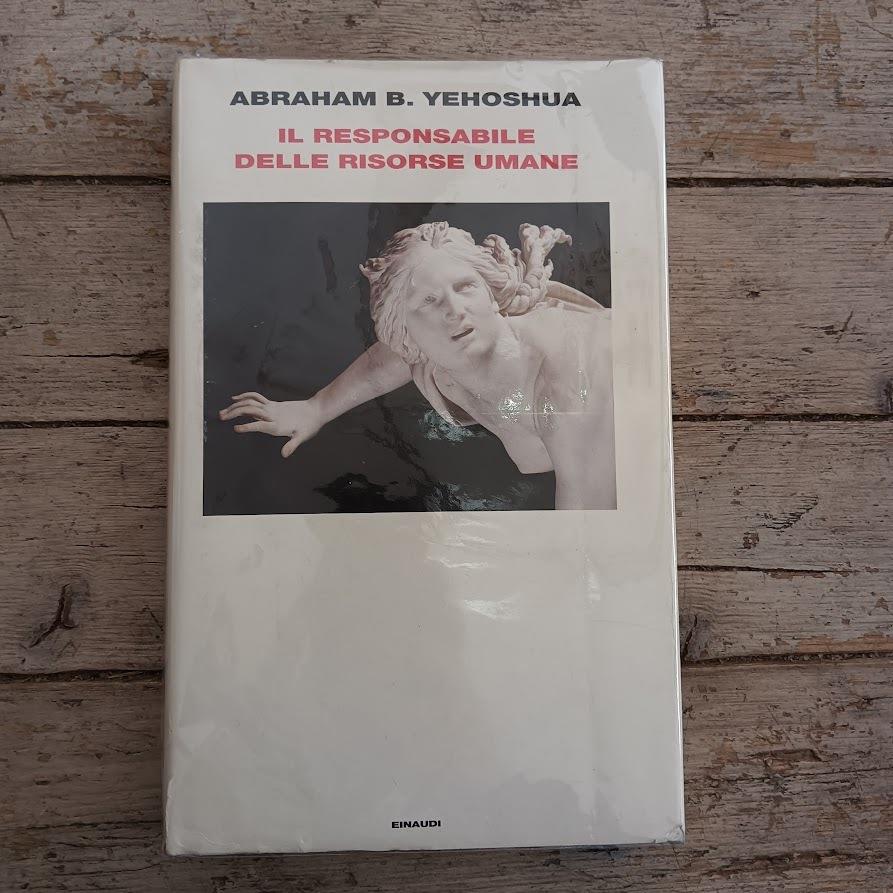 ABRAHAM B. YEHOSHUA
IL RESPONSABILE
DELLE RISORSE UMANE
EINAUDI